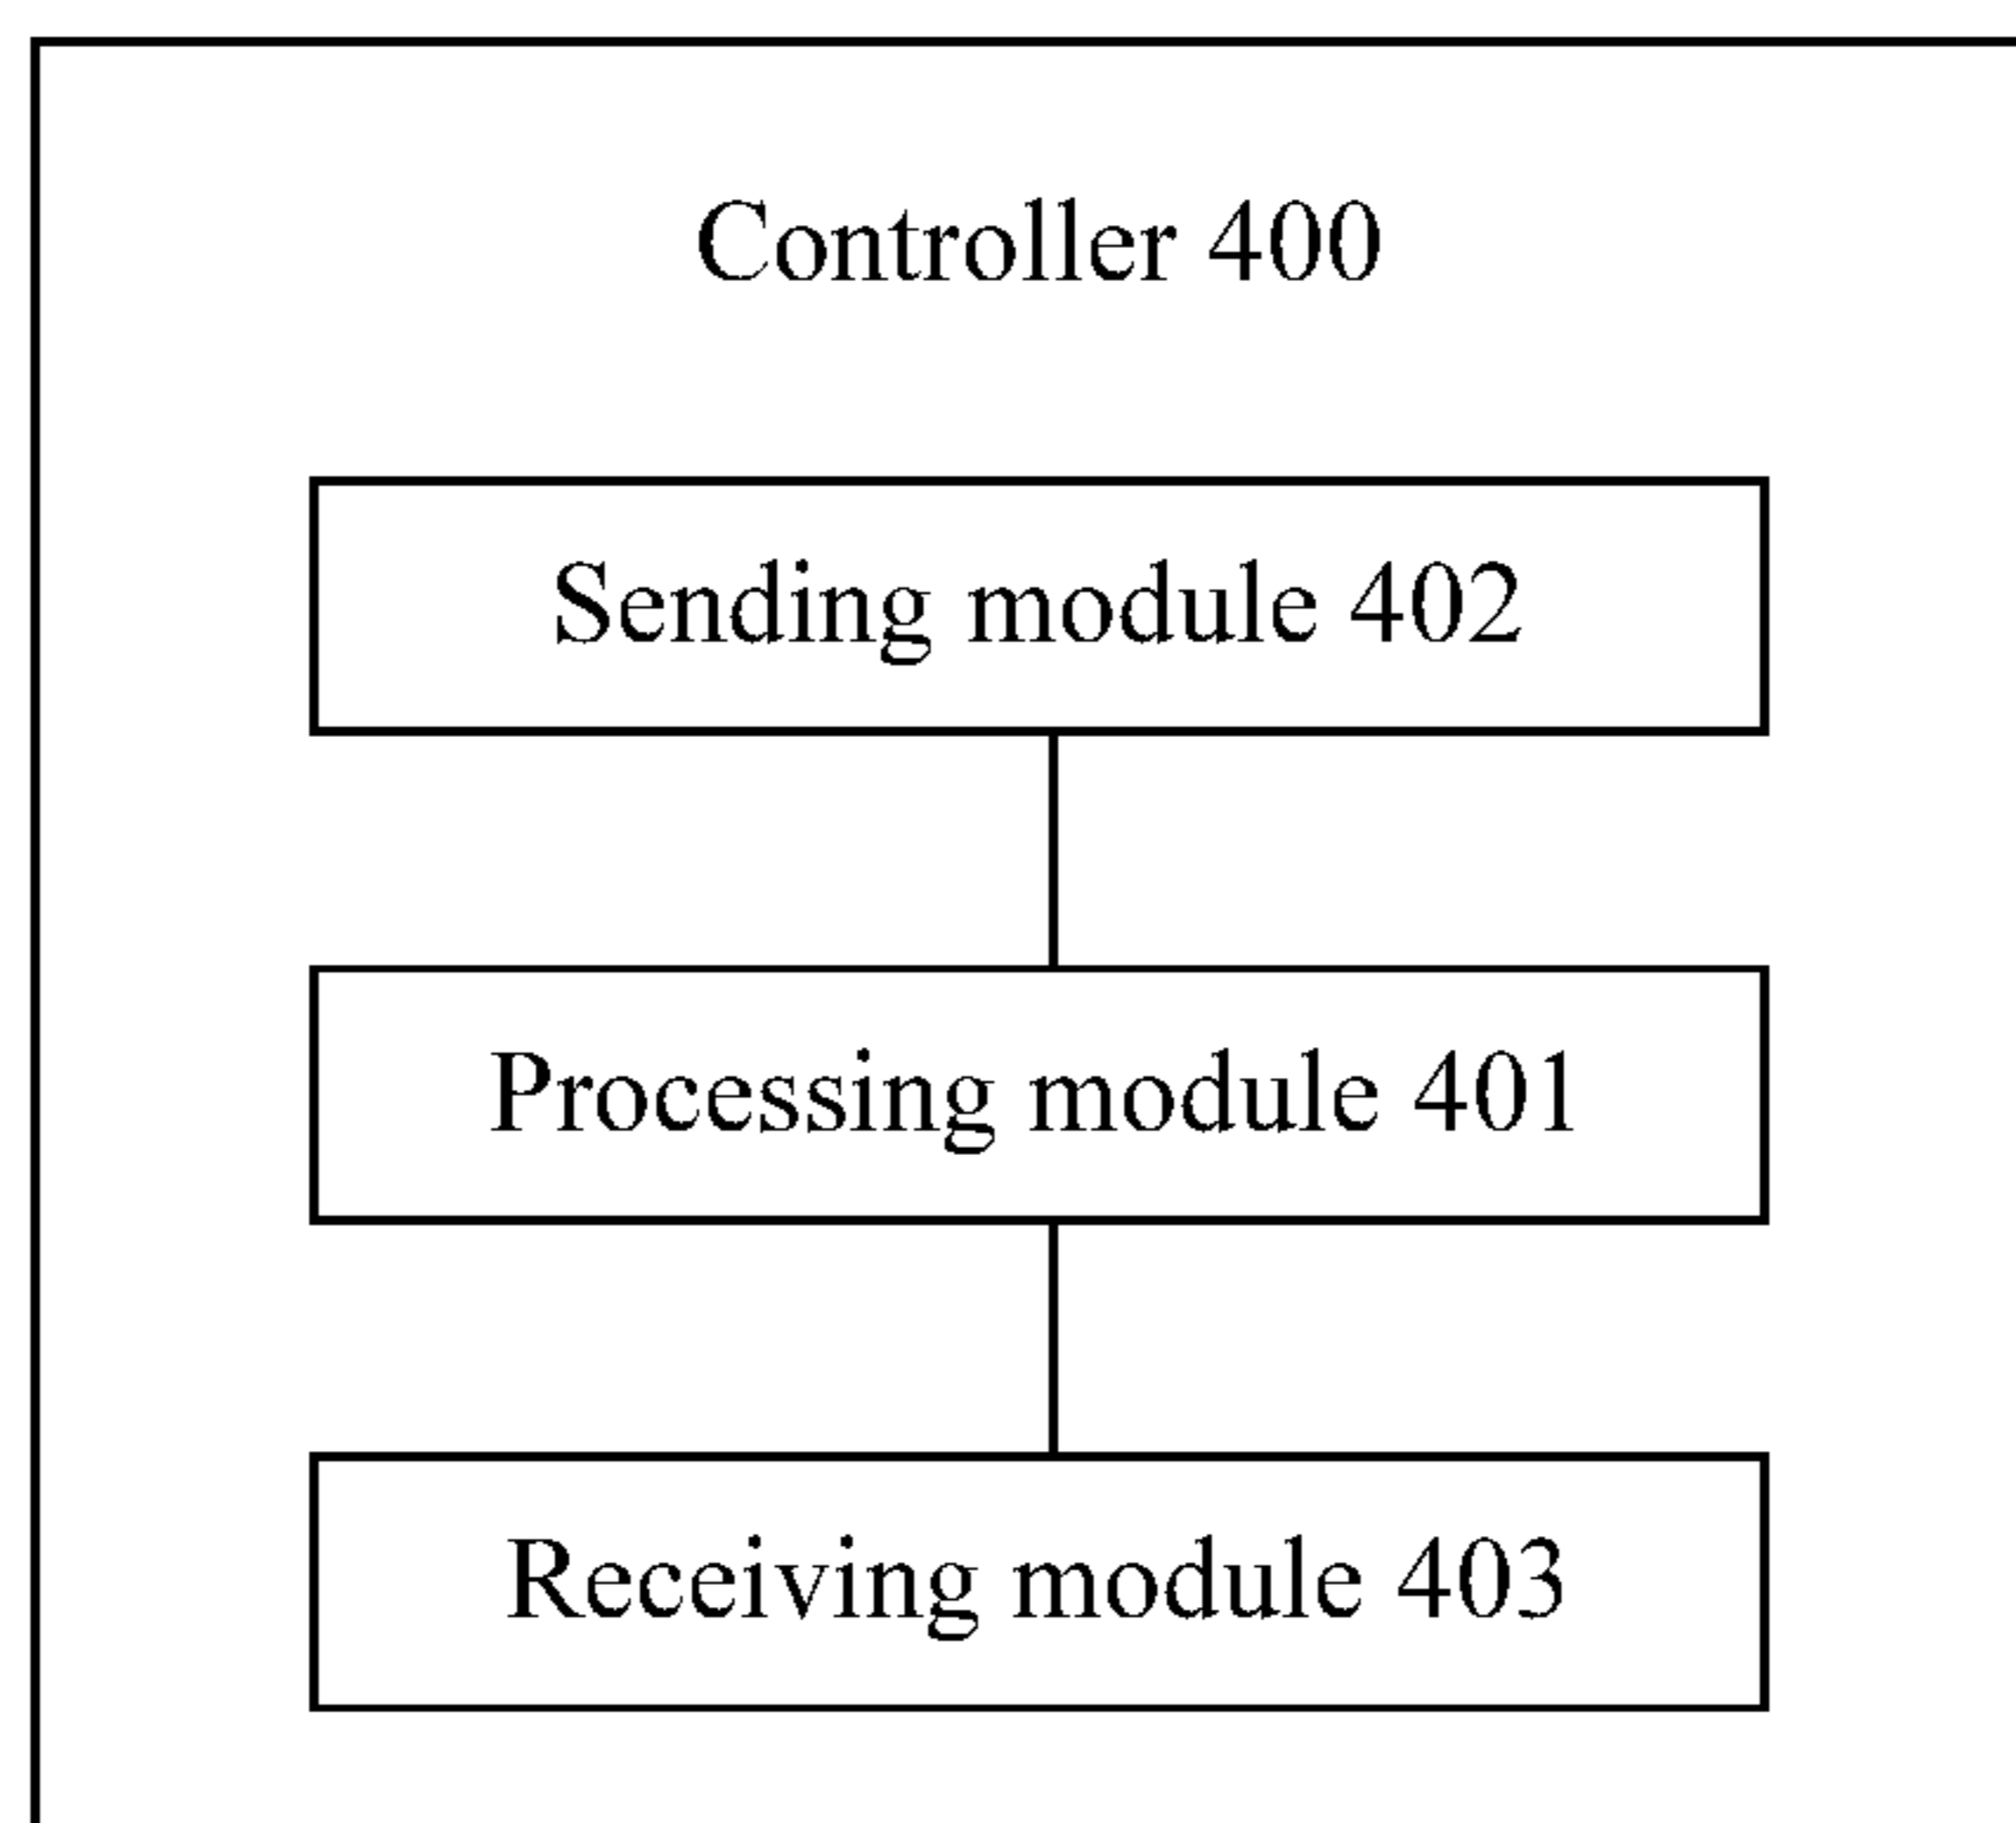 Controller 400
Sending module 402
Processing module 401
Receiving module 403